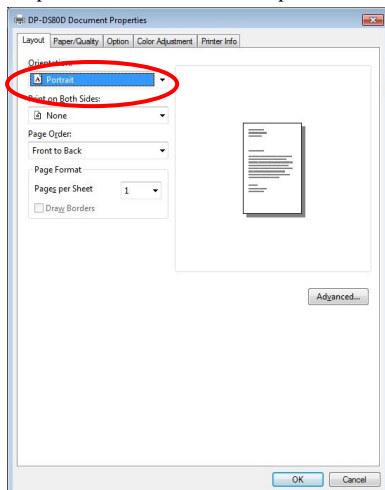 DP-DS80D Document Properties
Layout Paper/Quality Option Color Adjustment Printer Info
Orientation:
Portrait
Print on Both Sides:
None
Page Order:
Front to Back
Page Format
Pages per Sheet 1
Draw Borders
Advanced...
OK Cancel